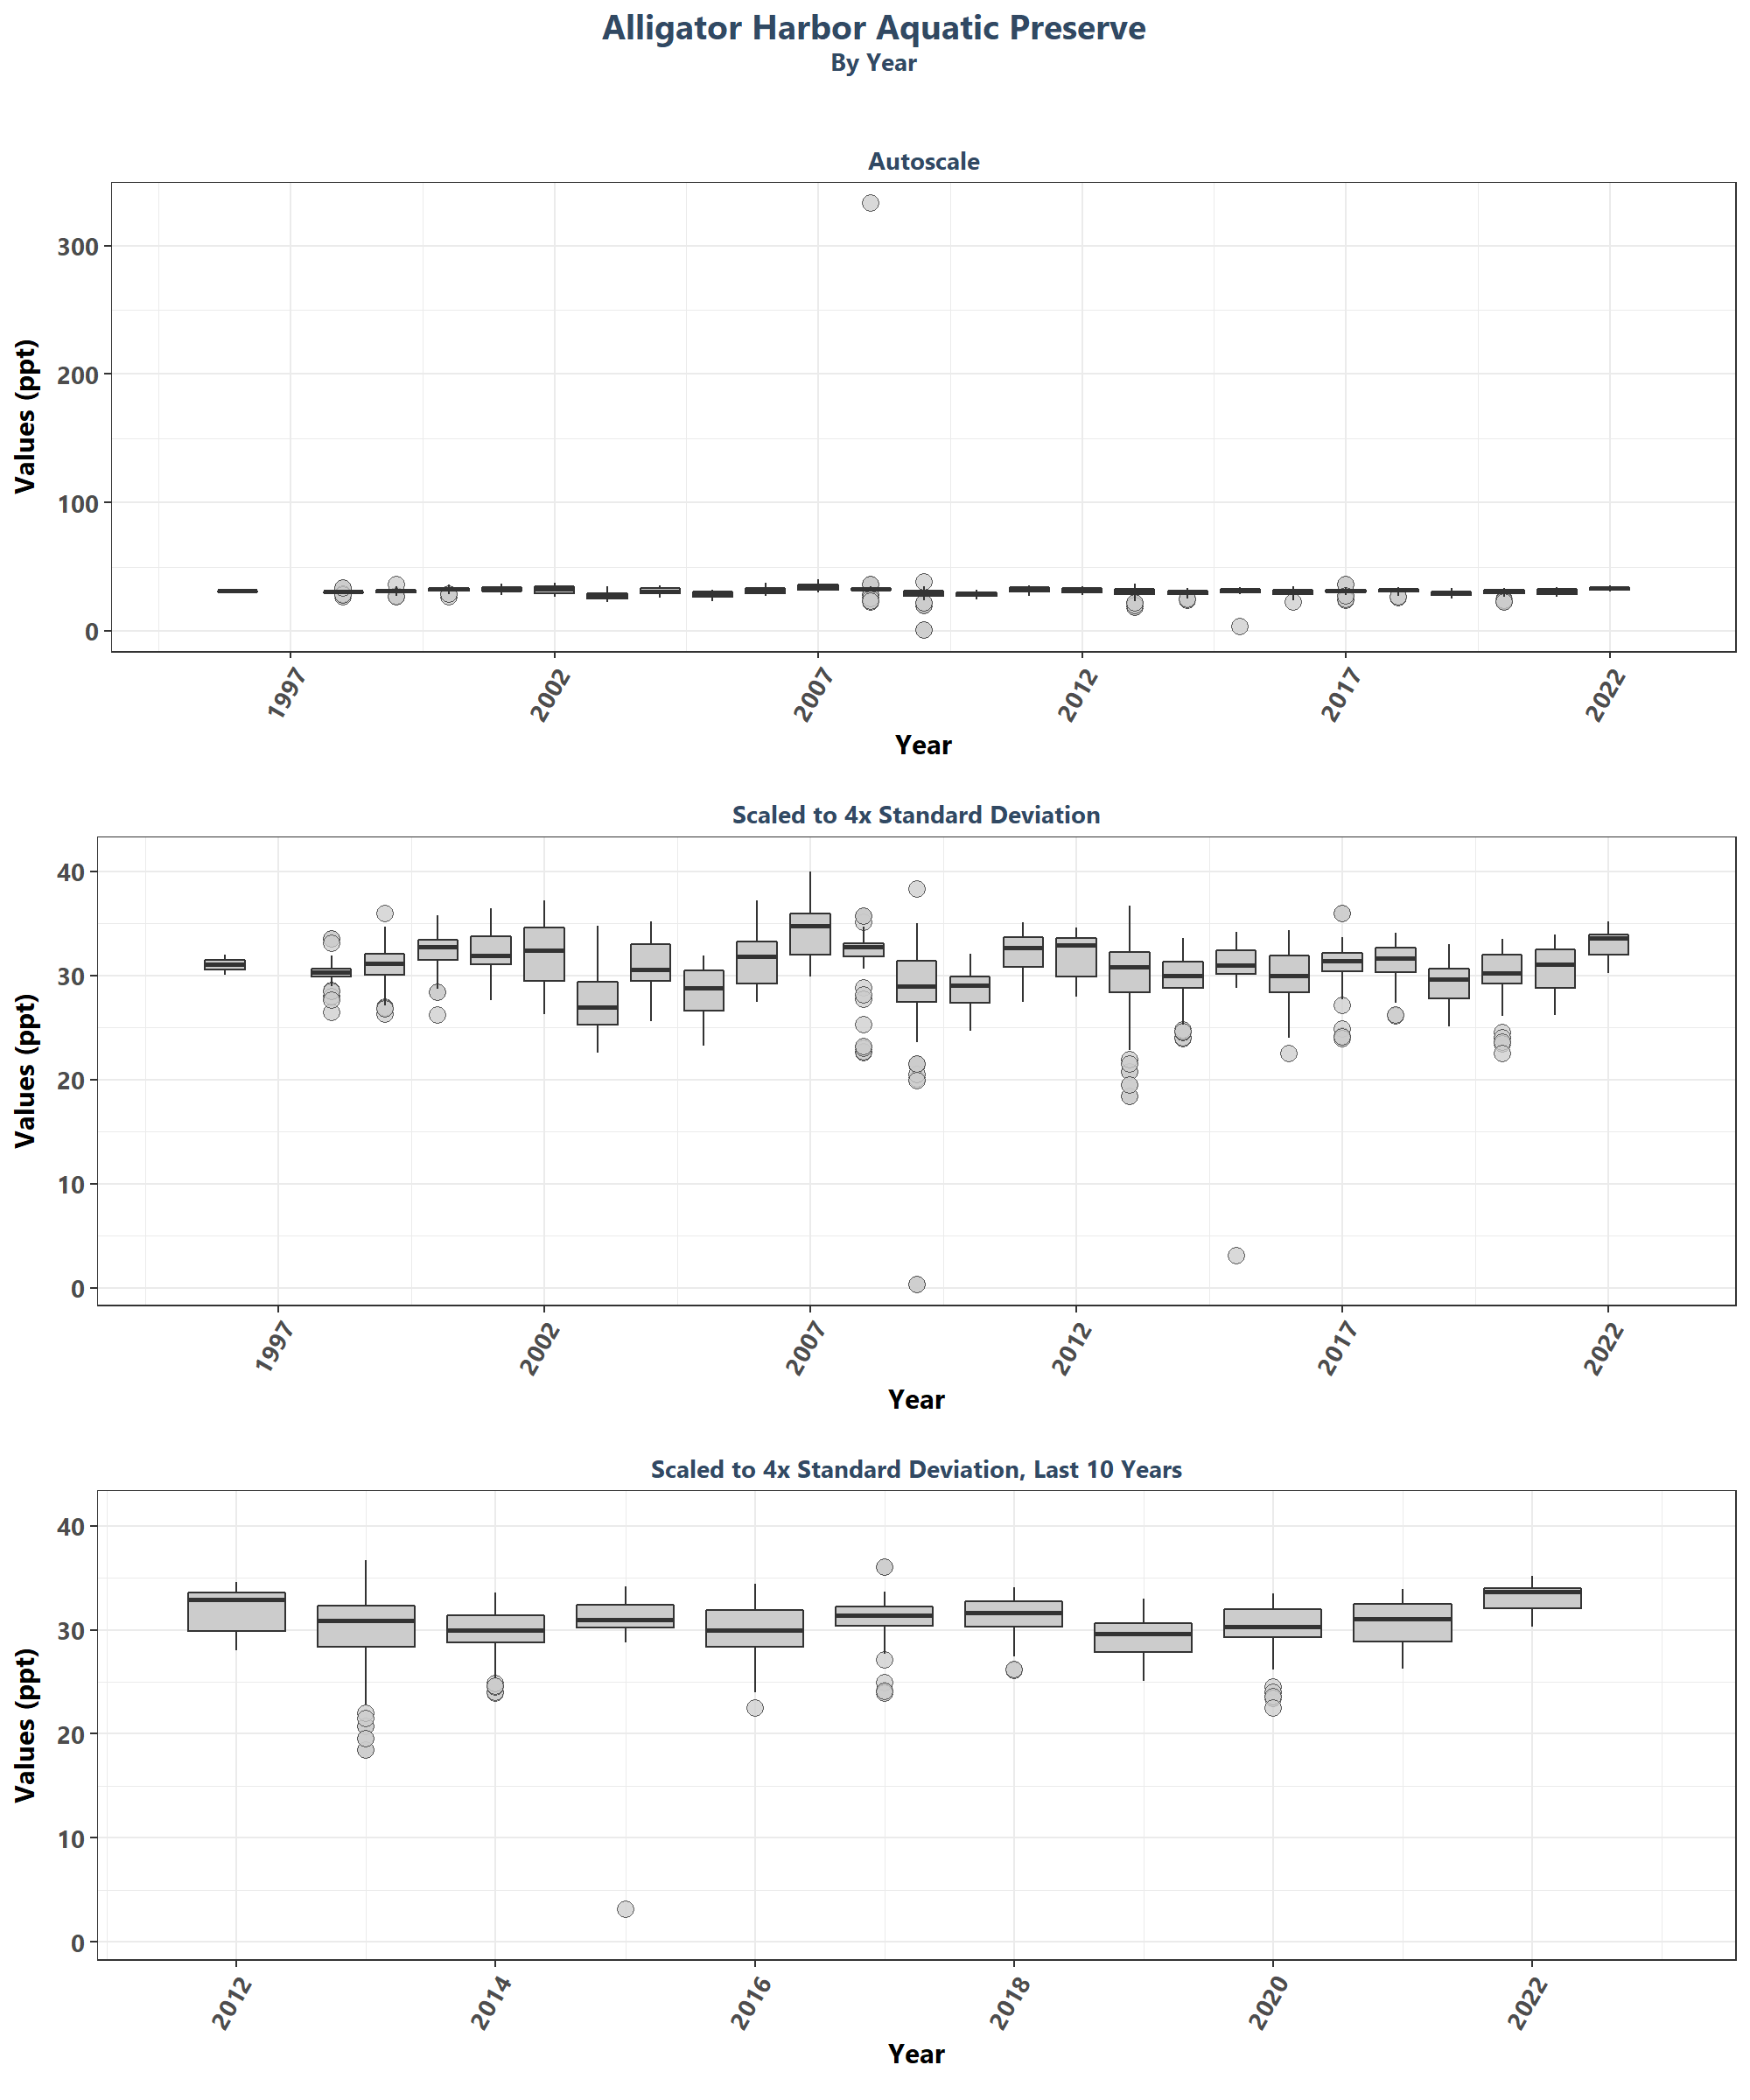 Alligator Harbor Aquatic Preserve
By Year
Autoscale
Values (ppt)
300
200
100
0
1997
2002
2007
2012
2017
2022
Year
Scaled to 4x Standard Deviation
Values (ppt)
40
30
20
10
0
1997
2002
2007
2012
2017
2022
Year
Scaled to 4x Standard Deviation, Last 10 Years
Values (ppt)
40
30
20
10
0
2012
2014
2016
2018
2020
2022
Year